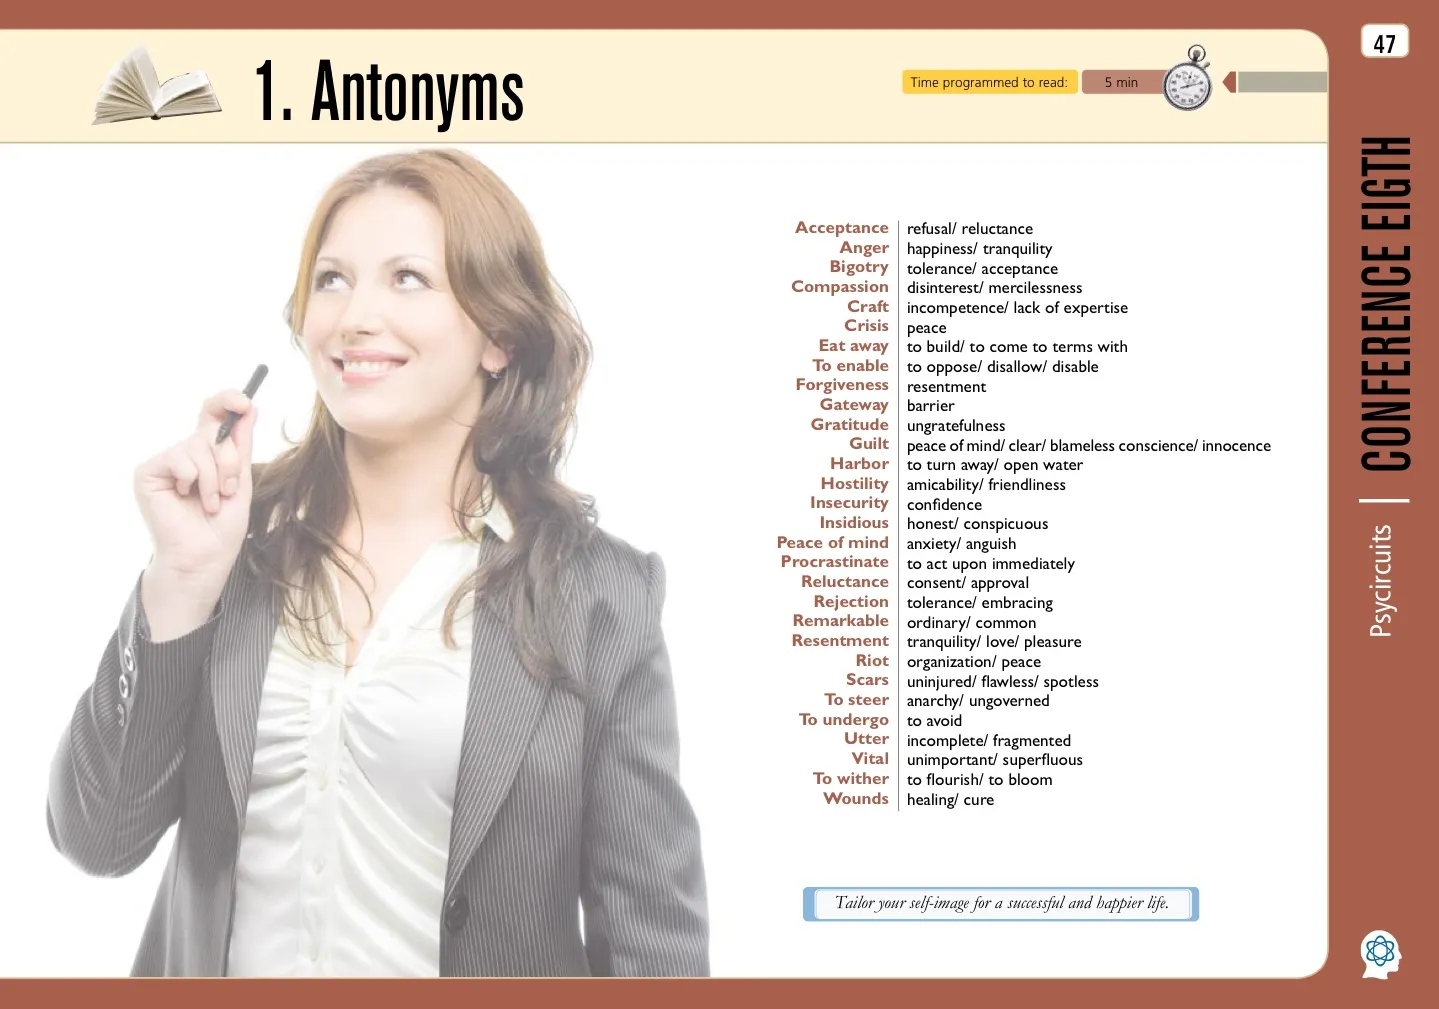 47
1. Antonyms
Time programmed to read: 5 min
Acceptance refusal/ reluctance
Anger happiness/ tranquility
Bigotry tolerance/ acceptance
Compassion disinterest/ mercilessness
Craft incompetence/ lack of expertise
Crisis peace
Eat away to build/ to come to terms with
To enable to oppose/ disallow/ disable
Forgiveness resentment
Gateway barrier
Gratitude ungratefulness
Guilt peace of mind/ clear/ blameless conscience/ innocence
Harbor to turn away/ open water
Hostility amicability/ friendliness
Insecurity confidence
Insidious honest/ conspicuous
Peace of mind anxiety/ anguish
Procrastinate to act upon immediately
Reluctance consent/ approval
Rejection tolerance/ embracing
Remarkable ordinary/ common
Resentment tranquility/ love/ pleasure
Riot organization/ peace
Scars uninjured/ flawless/ spotless
To steer anarchy/ ungoverned
To undergo to avoid
Utter incomplete/ fragmented
Vital unimportant/ superfluous
To wither to flourish/ to bloom
Wounds healing/ cure
Tailor your self-image for a successful and happier life.
Psycircuits | CONFERENCE EIGTH